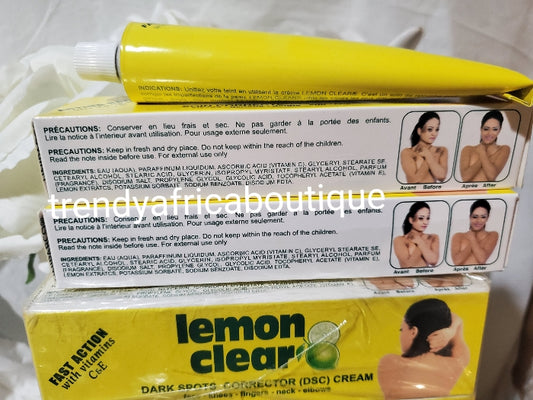 FAST A
INDICATIONS: Unifiez votre teint en utilisant la crème LEMON CLEAR®.
PRÉCAUTIONS: Conserver en lieu frais et sec. Ne pas garder à la portée des enfants.
Lire la notice à l'interieur avant utilisation. Pour usage externe seulement.
PRECAUTIONS: Keep in fresh and dry place. Do not keep within the reach of the children.
Read the note inside before use. For external use only
INGREDIENTS: EAU (AQUA), PARAFFINUM LIQUIDUM, ASCORBIC ACID (VITAMIN C), GLYCERYL STEARATE SE,
CETEARYL ALCOHOL, STEARIC ACID, GLYCERIN, ISOPROPYL MYRISTATE, STEARYL ALCOHOL, PARFUM
(FRAGRANCE), DISODIUM SALT, PROPYLENE GLYCOL, GLYCOLIC ACID, TOCOPHERYL ACETATE (VITAMIN E),
LEMON EXTRATCS, POTASSIUM SORBATE, SODIUM BENZOATE, DISODIUM EDTA.
Avant Before
Après After
trendyafricaboutique
PRÉCAUTIONS: Conserver en lieu frais et sec. Ne pas garder à la portée des enfants.
Lire la notice à l'interieur avant utilisation. Pour usage externe seulement.
PRECAUTIONS: Keep in fresh and dry place. Do not keep within the reach of the children.
Read the note inside before use. For external use only
INGREDIENTS: EAU (AQUA), PARAFFINUM LIQUIDUM, ASCORBIC ACID (VITAMIN C), GLYCERYL STEARATE SE,
CETEARYL ALCOHOL, STEARIC ACID, GLYCERIN, ISOPROPYL MYRISTATE, STEARYL ALCOHOL, PARFUM
(FRAGRANCE), DISODIUM SALT, PROPYLENE GLYCOL, GLYCOLIC ACID, TOCOPHERYL ACETATE (VITAMIN E),
LEMON EXTRATCS, POTASSIUM SORBATE, SODIUM BENZOATE, DISODIUM EDTA.
Avant Before
Après After
FAST ACTION
with vitamins
C&E
lemon
clear
DARK SPOTS CORRECTOR (DSC) CREAM
knees - fingers - neck - elbows